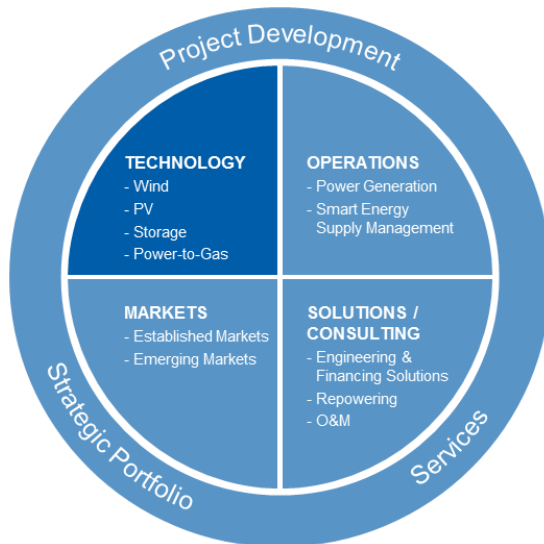 Project Development
TECHNOLOGY
- Wind
- PV
- Storage
- Power-to-Gas
OPERATIONS
- Power Generation
- Smart Energy
Supply Management
MARKETS
- Established Markets
- Emerging Markets
SOLUTIONS /
CONSULTING
- Engineering &
Financing Solutions
- Repowering
- O&M
Strategic Portfolio
Services